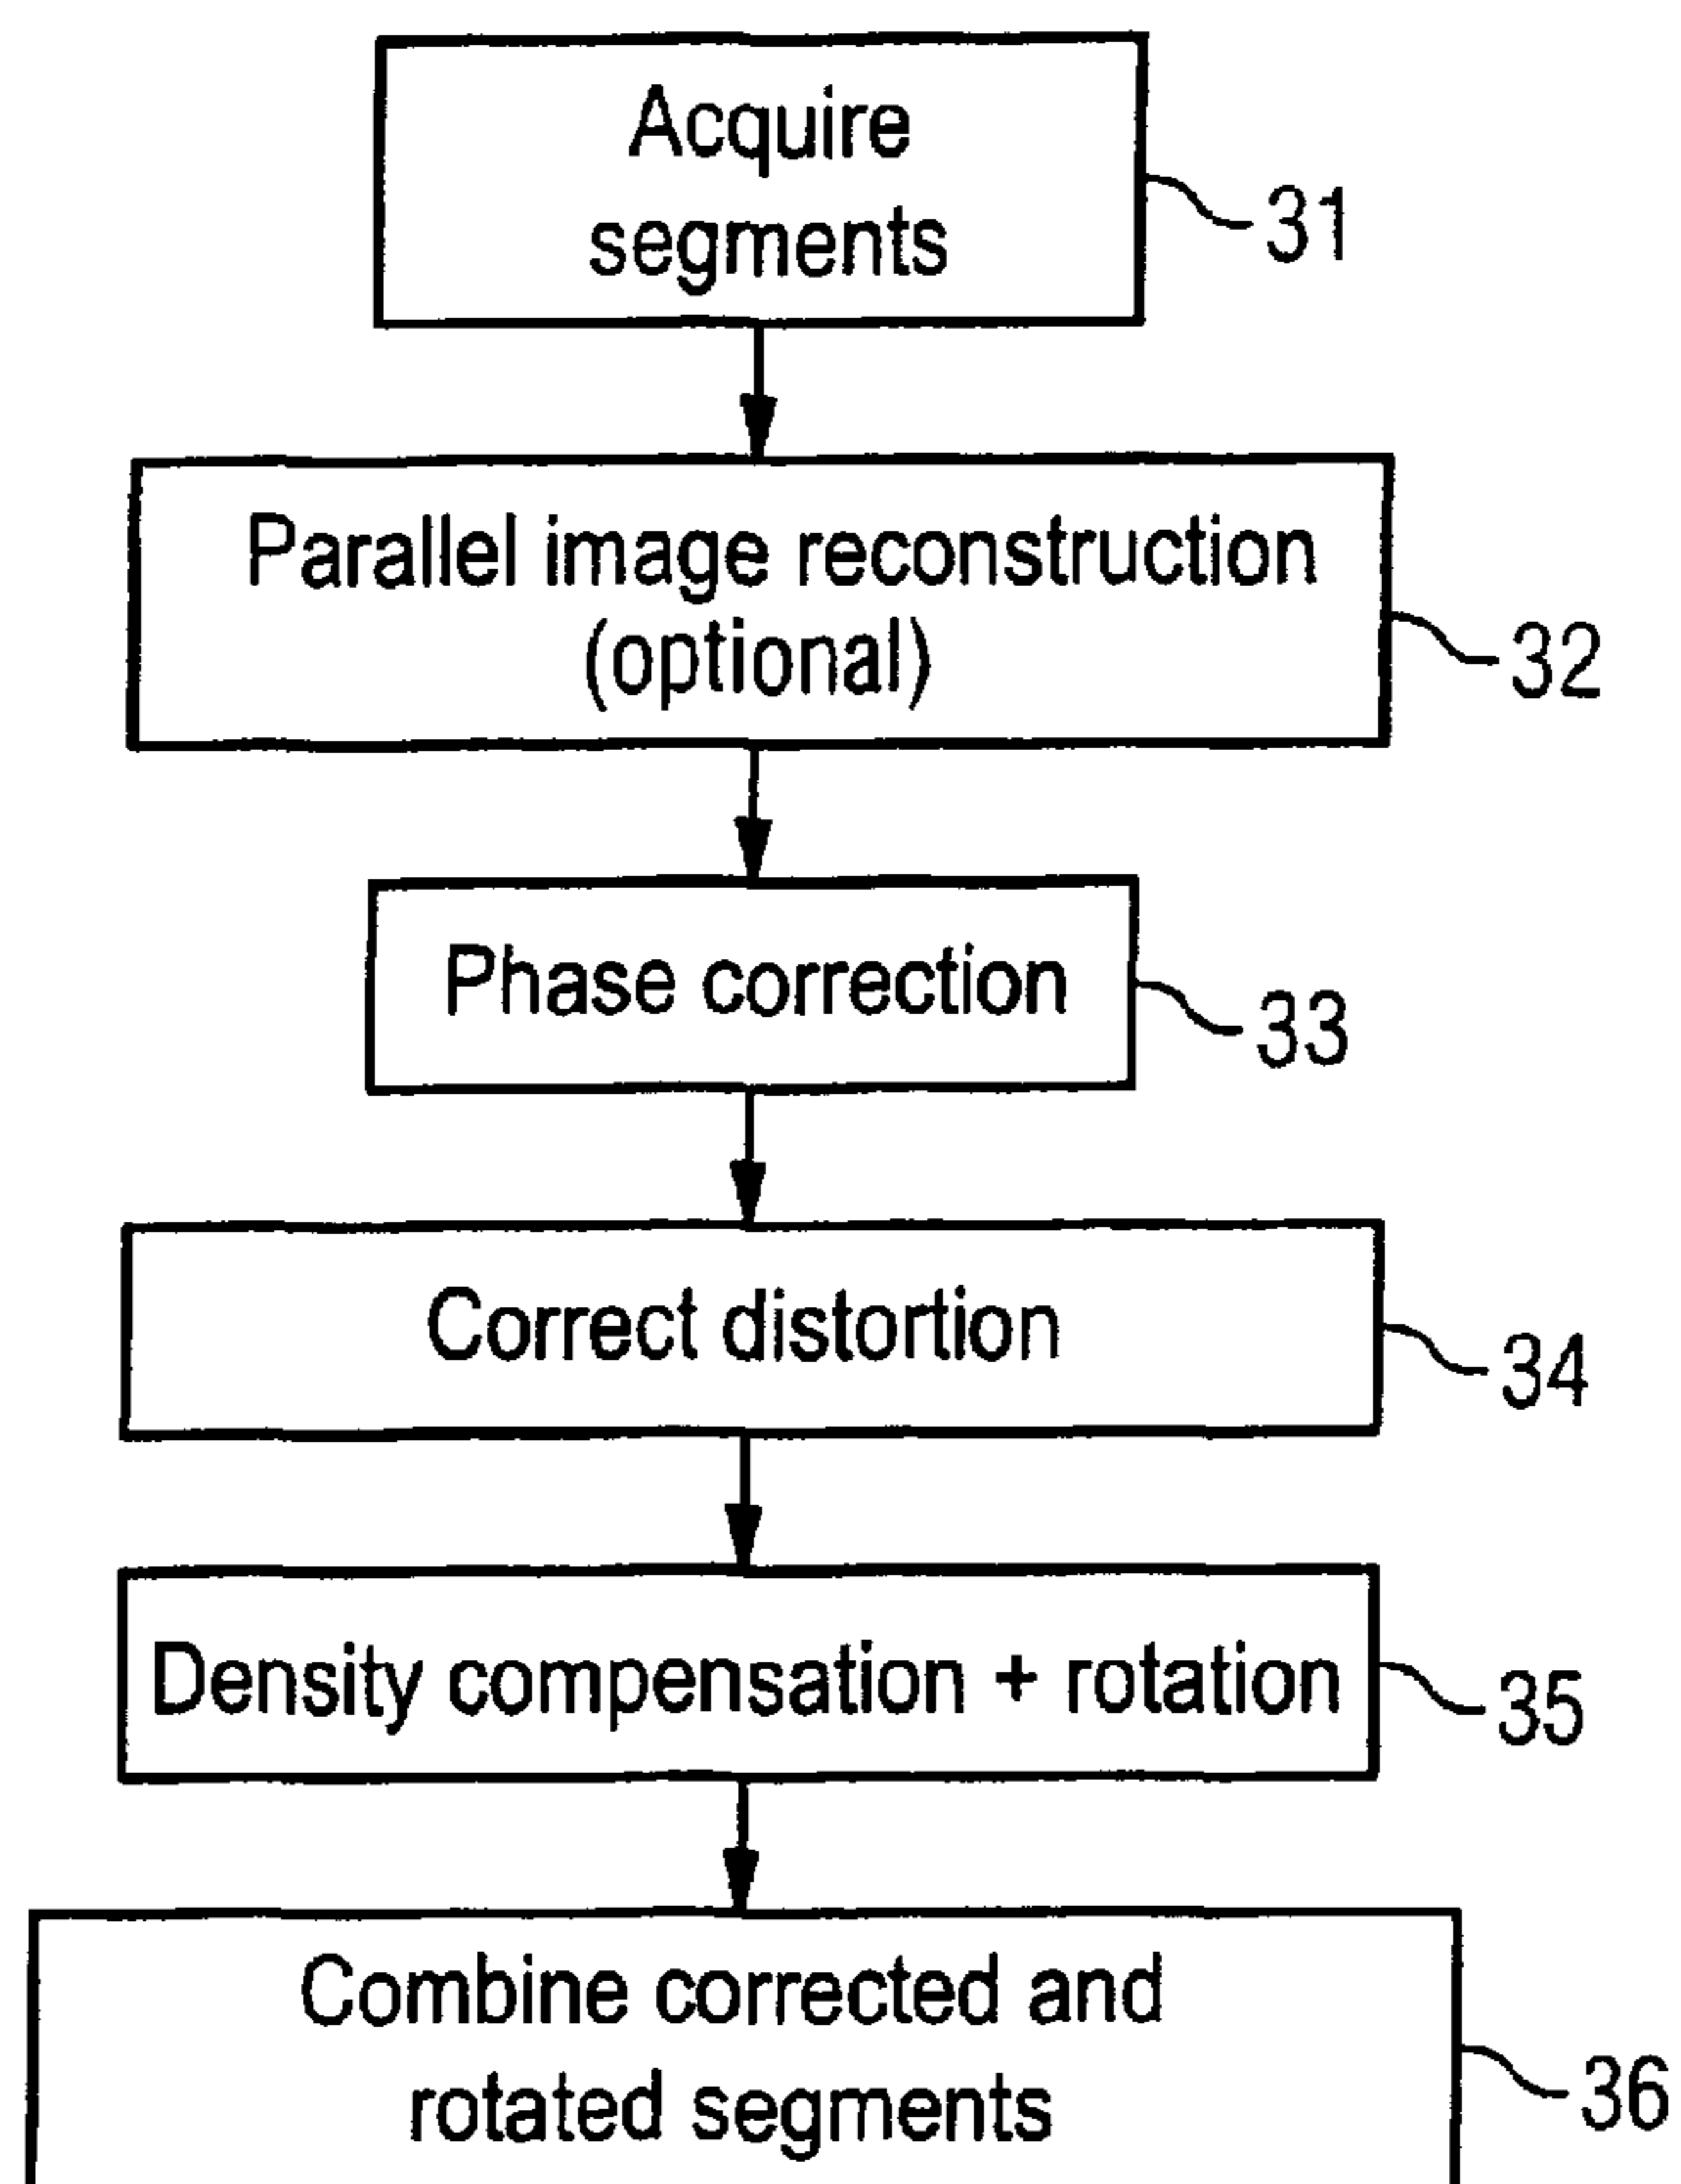 Acquire
segments
31
Parallel image reconstruction
(optional)
32
Phase correction
33
Correct distortion
34
Density compensation + rotation
35
Combine corrected and
rotated segments
36